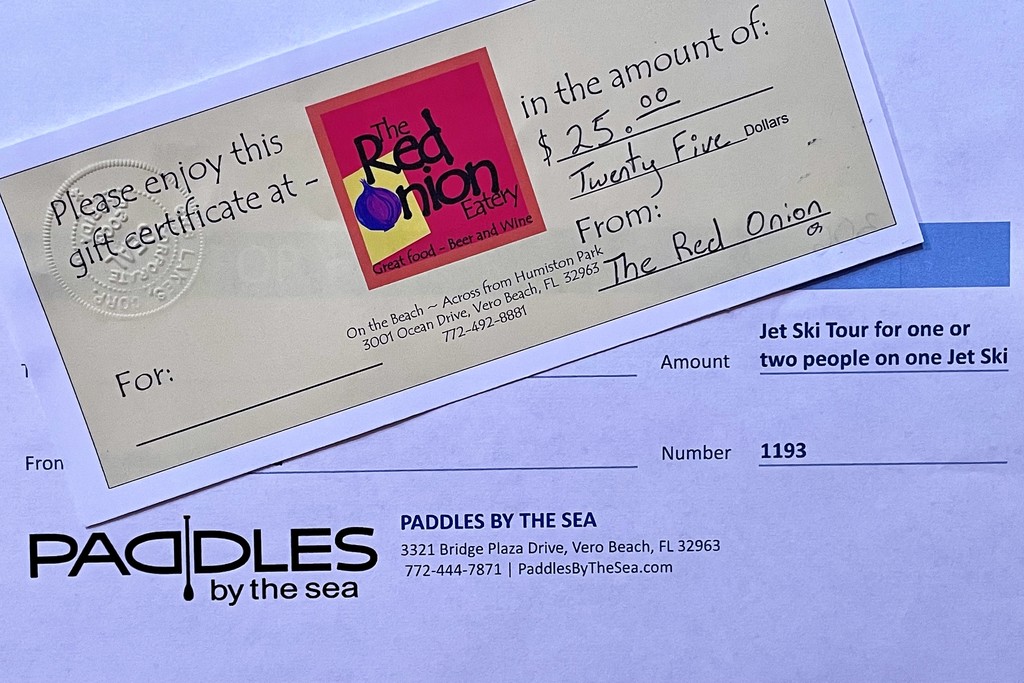 Please enjoy this
gift certificate at ~
The
Red
Onion
Eatery
Great food ~ Beer and Wine
On the Beach ~ Across from Humiston Park
3001 Ocean Drive, Vero Beach, FL 32963
772-492-8881
in the amount of:
$ 25.00
Twenty Five Dollars
From:
The Red Onion
For:
Amount
Jet Ski Tour for one or
two people on one Jet Ski
Fron
Number
1193
PADDLES
by the sea
PADDLES BY THE SEA
3321 Bridge Plaza Drive, Vero Beach, FL 32963
772-444-7871 | PaddlesByTheSea.com